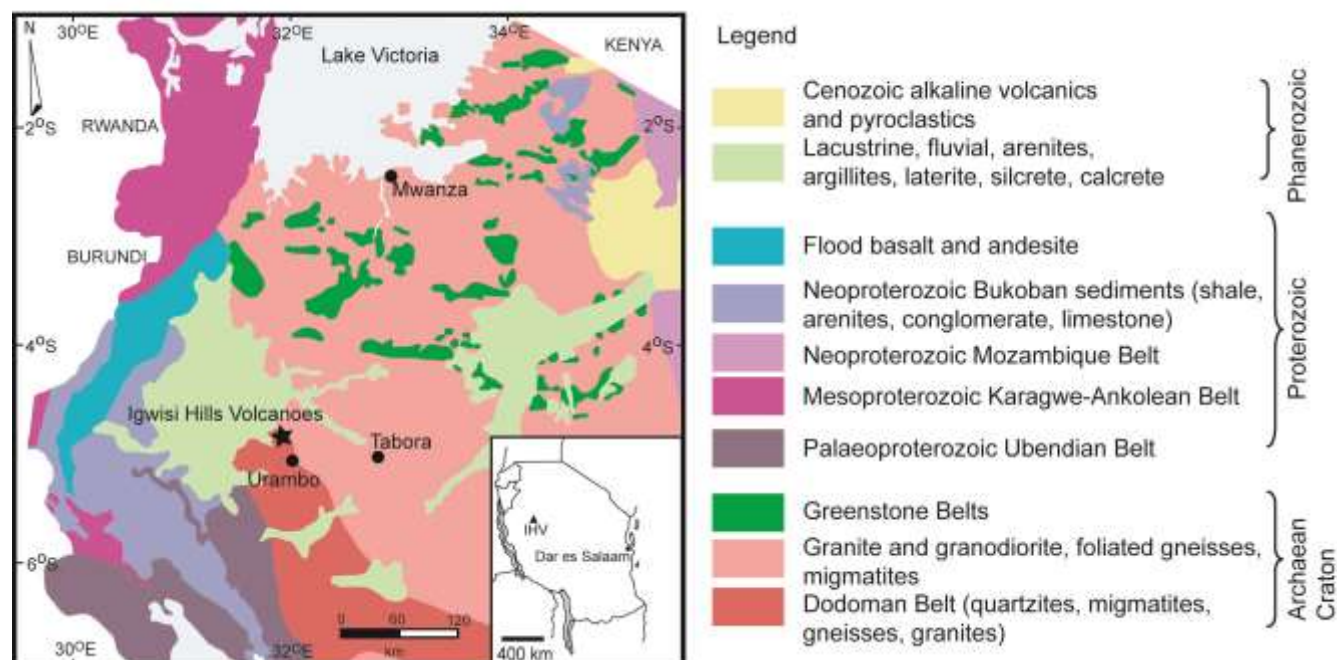 N
30°E
32°E
34°E
KENYA
Lake Victoria
RWANDA
2°S
2°S
Mwanza
BURUNDI
4°S
4°S
Igwisi Hills Volcanoes
Tabora
Urambo
6°S
IHV
Dar es Salaam
0 60 120
km
400 km
30°E
32°E
Legend
Cenozoic alkaline volcanics
and pyroclastics
Lacustrine, fluvial, arenites,
argillites, laterite, silcrete, calcrete
Phanerozoic
Flood basalt and andesite
Neoproterozoic Bukoban sediments (shale,
arenites, conglomerate, limestone)
Neoproterozoic Mozambique Belt
Mesoproterozoic Karagwe-Ankolean Belt
Palaeoproterozoic Ubendian Belt
Proterozoic
Greenstone Belts
Granite and granodiorite, foliated gneisses,
migmatites
Dodoman Belt (quartzites, migmatites,
gneisses, granites)
Archaean
Craton